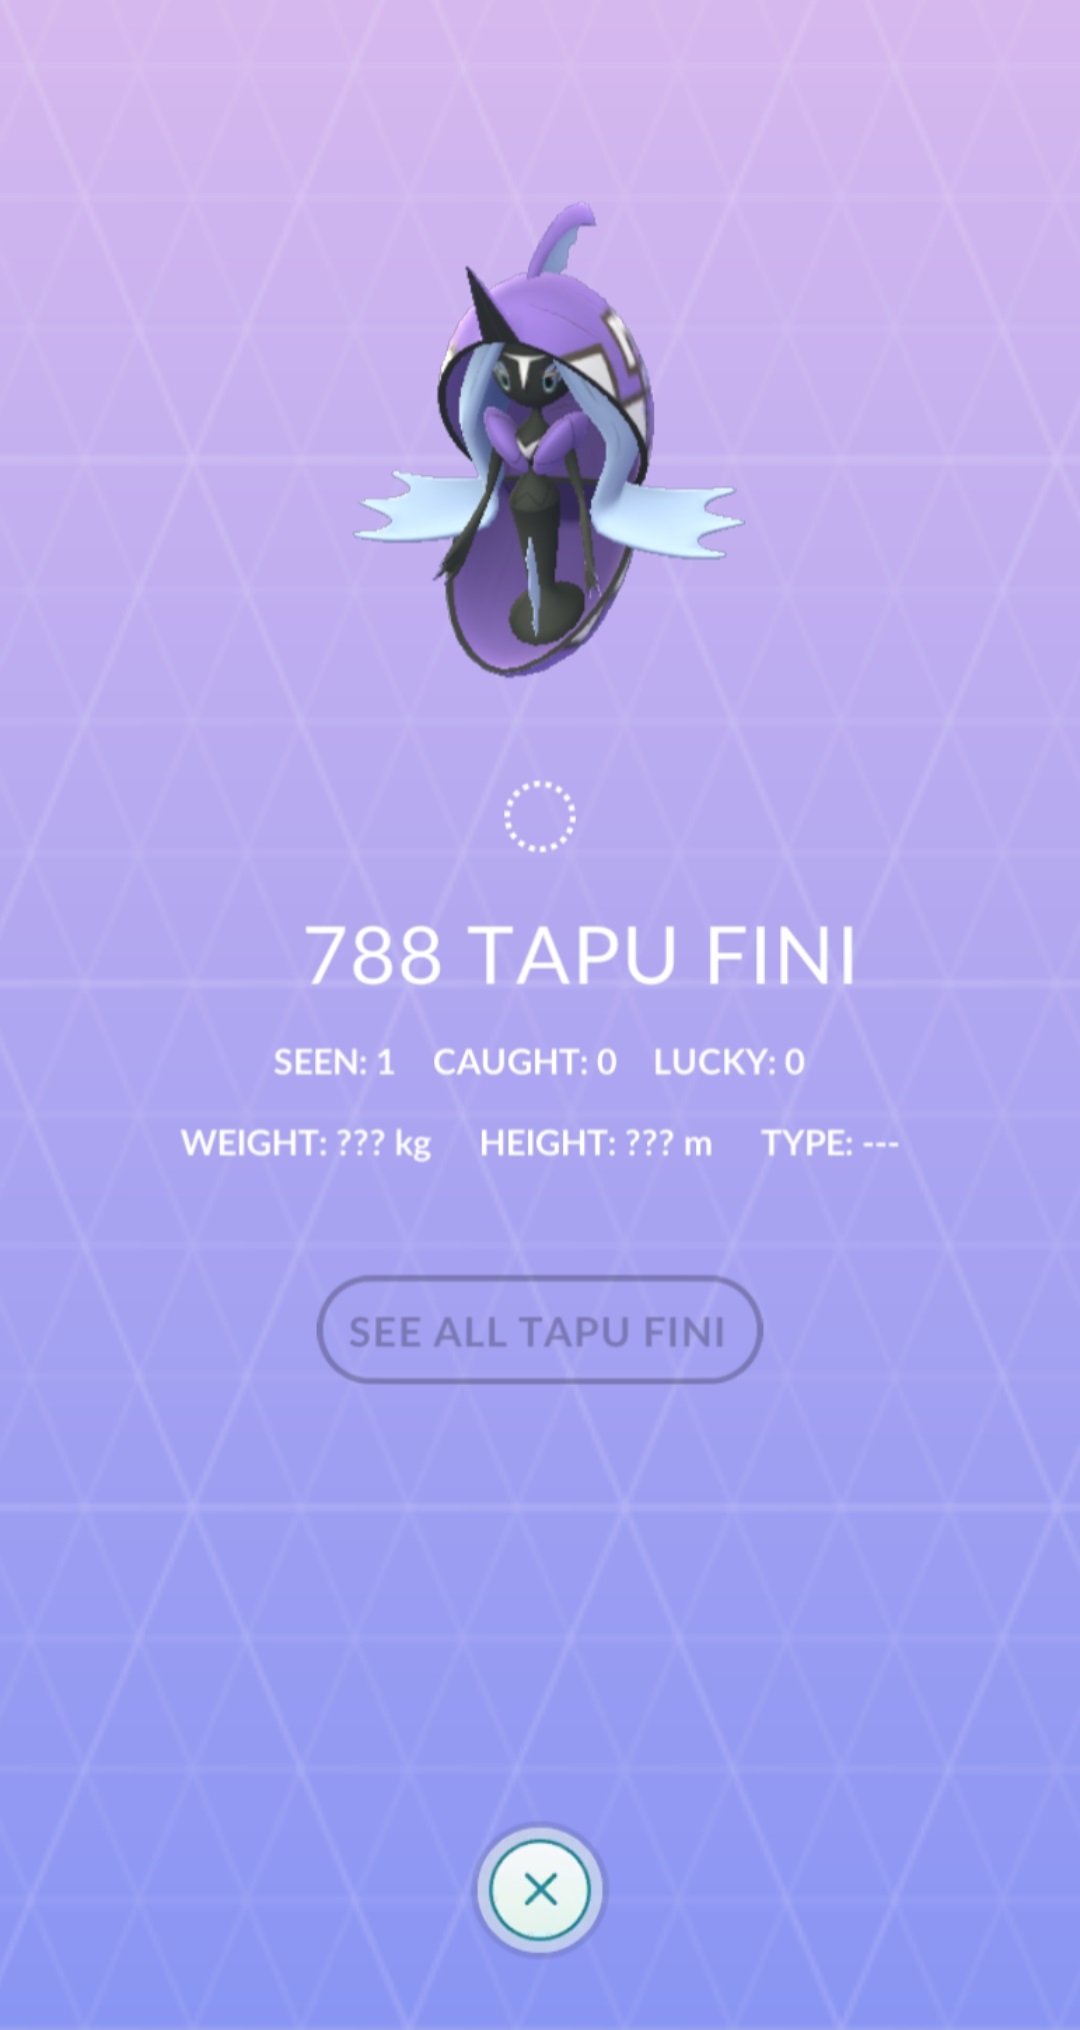 788 TAPU FINI
SEEN: 1 CAUGHT: 0 LUCKY: 0
WEIGHT: ??? kg HEIGHT: ??? m TYPE: ---
SEE ALL TAPU FINI